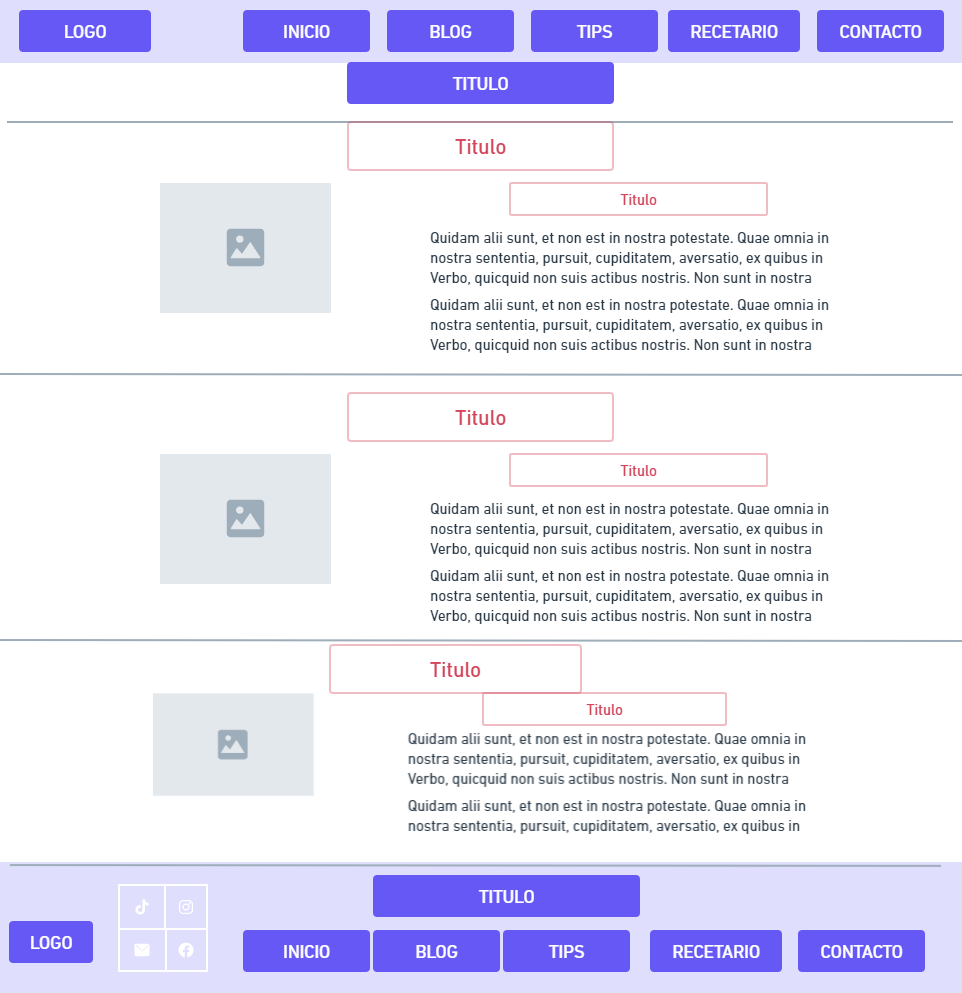 LOGO
INICIO
BLOG
TIPS
RECETARIO
CONTACTO
TITULO
Titulo
Titulo
Quidam alii sunt, et non est in nostra potestate. Quae omnia in
nostra sententia, pursuit, cupiditatem, aversatio, ex quibus in
Verbo, quicquid non suis actibus nostris. Non sunt in nostra
Quidam alii sunt, et non est in nostra potestate. Quae omnia in
nostra sententia, pursuit, cupiditatem, aversatio, ex quibus in
Verbo, quicquid non suis actibus nostris. Non sunt in nostra
Titulo
Titulo
Quidam alii sunt, et non est in nostra potestate. Quae omnia in
nostra sententia, pursuit, cupiditatem, aversatio, ex quibus in
Verbo, quicquid non suis actibus nostris. Non sunt in nostra
Quidam alii sunt, et non est in nostra potestate. Quae omnia in
nostra sententia, pursuit, cupiditatem, aversatio, ex quibus in
Verbo, quicquid non suis actibus nostris. Non sunt in nostra
Titulo
Titulo
Quidam alii sunt, et non est in nostra potestate. Quae omnia in
nostra sententia, pursuit, cupiditatem, aversatio, ex quibus in
Verbo, quicquid non suis actibus nostris. Non sunt in nostra
Quidam alii sunt, et non est in nostra potestate. Quae omnia in
nostra sententia, pursuit, cupiditatem, aversatio, ex quibus in
TITULO
LOGO
INICIO
BLOG
TIPS
RECETARIO
CONTACTO